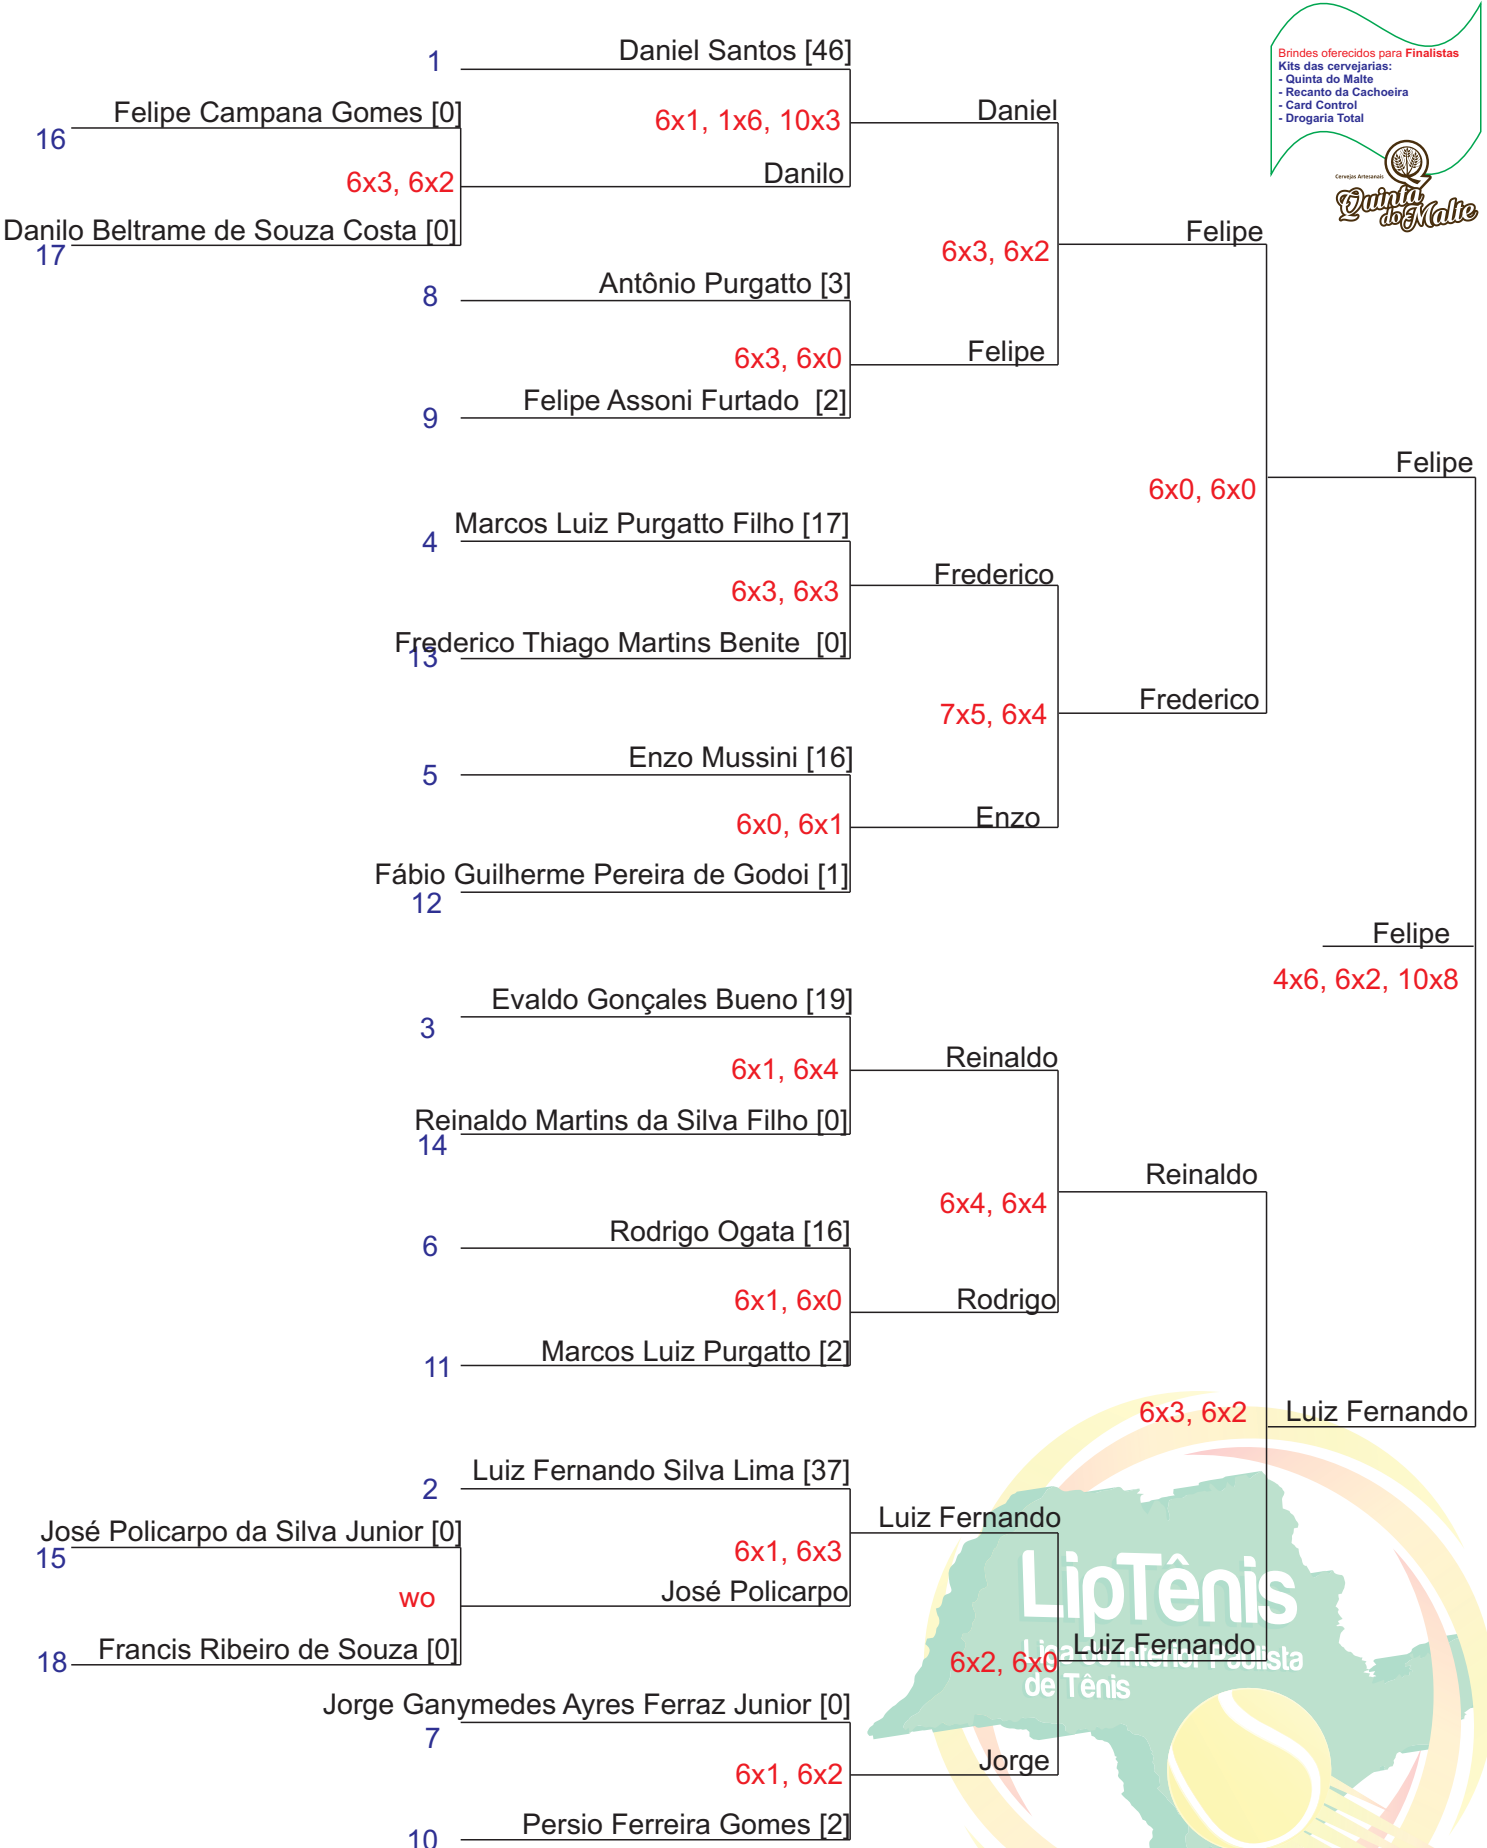 1
Daniel Santos [46]
Brindes oferecidos para Finalistas
Kits das cervejarias:
- Quinta do Malte
- Recanto da Cachoeira
- Card Control
- Drogaria Total
Cervejas Artesanais
Quinta
do Malte
Felipe Campana Gomes [0]
16
6x1, 1x6, 10x3
Daniel
6x3, 6x2
Danilo
Danilo Beltrame de Souza Costa [0]
17
Felipe
6x3, 6x2
8
Antônio Purgatto [3]
6x3, 6x0
Felipe
9
Felipe Assoni Furtado [2]
Felipe
6x0, 6x0
4
Marcos Luiz Purgatto Filho [17]
6x3, 6x3
Frederico
Frederico Thiago Martins Benite [0]
13
7x5, 6x4
Frederico
5
Enzo Mussini [16]
6x0, 6x1
Enzo
Fábio Guilherme Pereira de Godoi [1]
12
Felipe
4x6, 6x2, 10x8
3
Evaldo Gonçales Bueno [19]
6x1, 6x4
Reinaldo
Reinaldo Martins da Silva Filho [0]
14
Reinaldo
6x4, 6x4
6
Rodrigo Ogata [16]
6x1, 6x0
Rodrigo
11
Marcos Luiz Purgatto [2]
6x3, 6x2
Luiz Fernando
2
Luiz Fernando Silva Lima [37]
Luiz Fernando
José Policarpo da Silva Junior [0]
15
6x1, 6x3
wo
José Policarpo
18
Francis Ribeiro de Souza [0]
LipTênis
Liga do Interior Paulista
de Tênis
Luiz Fernando
6x2, 6x0
Jorge Ganymedes Ayres Ferraz Junior [0]
7
6x1, 6x2
Jorge
10
Persio Ferreira Gomes [2]